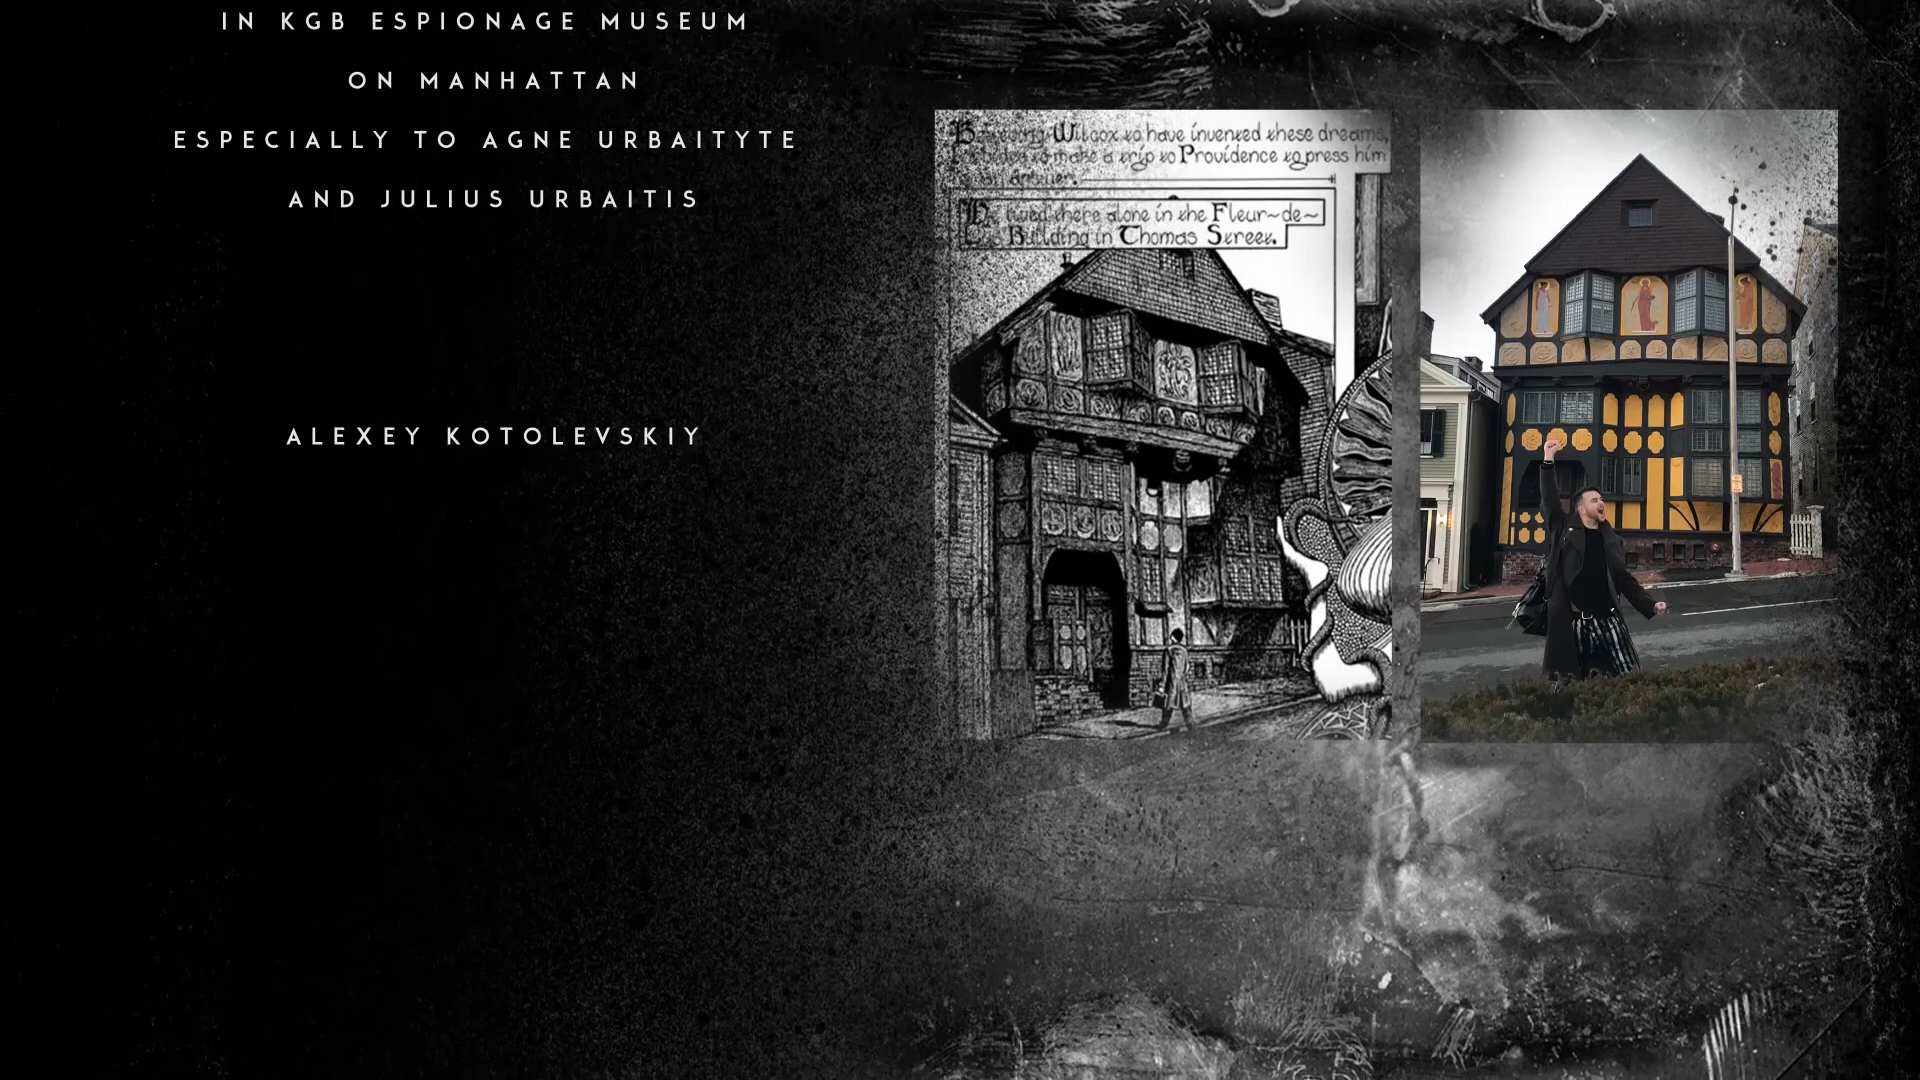 IN KGB ESPIONAGE MUSEUM
ON MANHATTAN
ESPECIALLY TO AGNE URBAITYTE
AND JULIUS URBAITIS
ALEXEY KOTOLEVSKIY
Wilcox to have invented these dreams,
to make a trip to Providence to press him
answer.
He lived there alone in the Fleur~de~
Lys Building in Thomas Street.